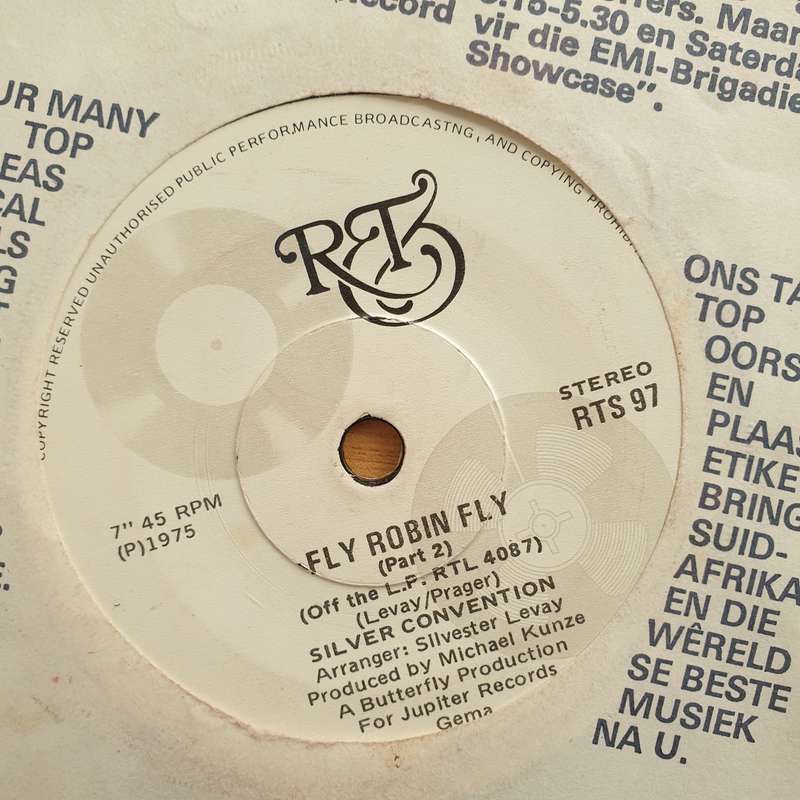 vir die EMI-Brigadie
Showcase".
UR MANY
TOP
EAS
CAL
LS
G
COPYRIGHT RESERVED UNAUTHORISED PUBLIC PERFORMANCE BROADCASTNG, AND COPYING PROHIBI
RT
STEREO
RTS 97
7" 45 RPM
(P)1975
FLY ROBIN FLY
(Part 2)
(Off the L.P: RTL 4087)
(Levay/Prager)
SILVER CONVENTION
Arranger: Silvester Levay
Produced by Michael Kunze
A Butterfly Production
For Jupiter Records
Gema
ONS TA
TOP
OORS
EN
PLAAS
ETIKE
BRING
SUID-
AFRIKA
EN DIE
WÊRELD
SE BESTE
MUSIEK
NA U.